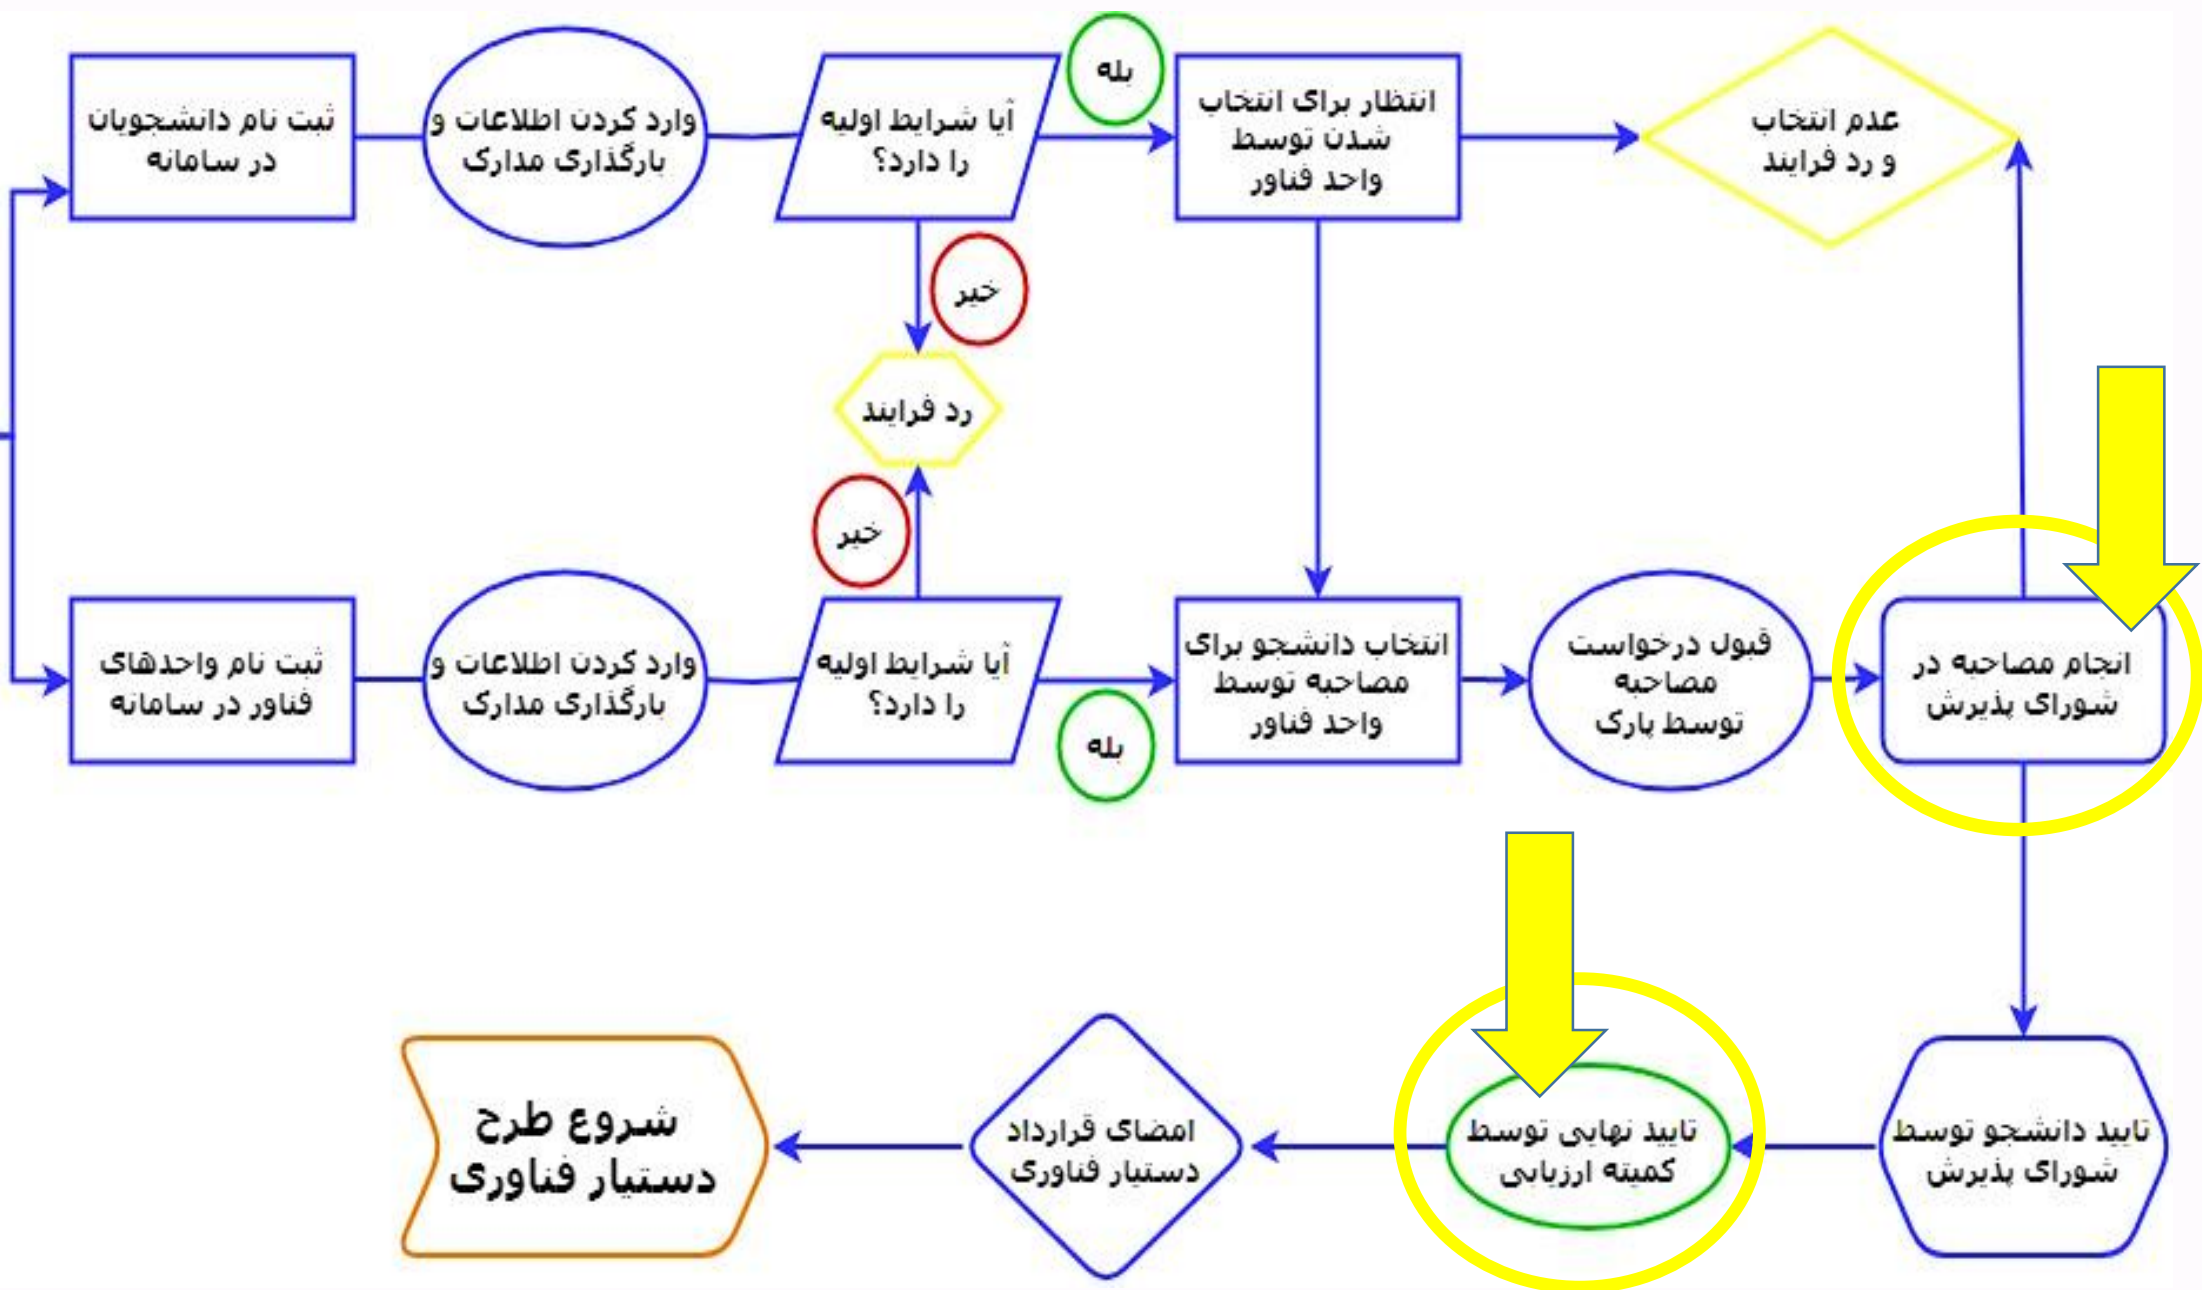 ثبت نام دانشجویان
در سامانه
وارد کردن اطلاعات و
بارگذاری مدارک
آیا شرایط اولیه
را دارد؟
بله
انتظار برای انتخاب
شدن توسط
واحد فناور
عدم انتخاب
و رد فرایند
خیر
رد فرایند
خیر
ثبت نام واحدهای
فناور در سامانه
وارد کردن اطلاعات و
بارگذاری مدارک
آیا شرایط اولیه
را دارد؟
بله
انتخاب دانشجو برای
مصاحبه توسط
واحد فناور
قبول درخواست
مصاحبه
توسط پارک
انجام مصاحبه در
شورای پذیرش
تایید دانشجو توسط
شورای پذیرش
تایید نهایی توسط
کمیته ارزیابی
امضای قرارداد
دستیار فناوری
شروع طرح
دستیار فناوری